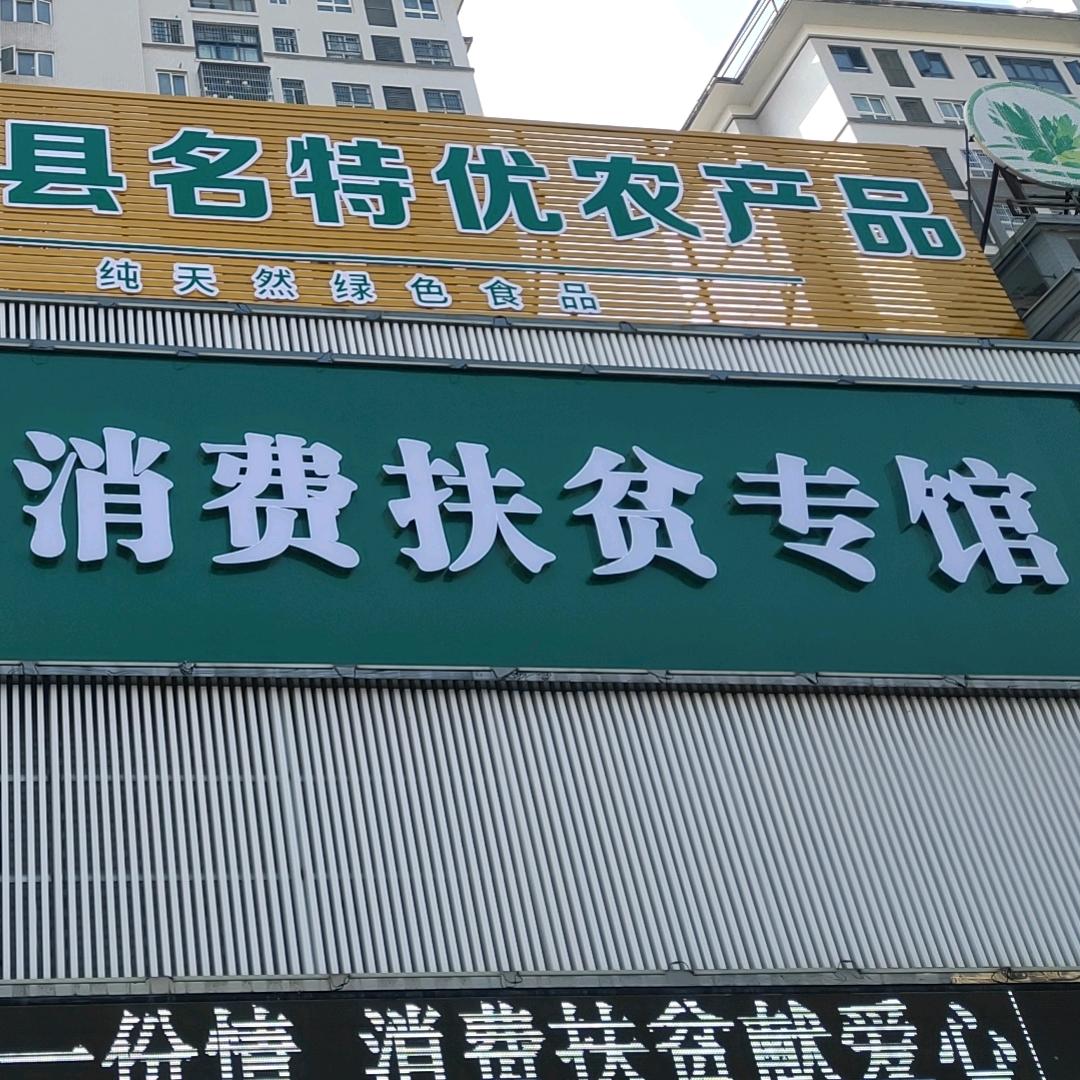 县名特优农产品
纯天然绿色食品
消费扶贫专馆
一份情 消费扶贫献爱心